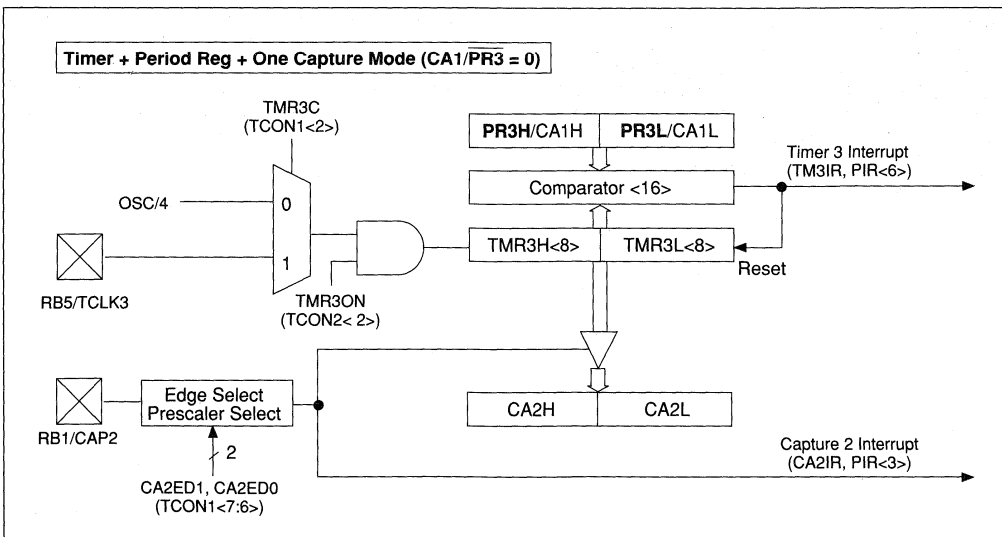 Timer + Period Reg + One Capture Mode (CA1/PR3 = 0)
TMR3C
(TCON1<2>)
PR3H/CA1H PR3L/CA1L
Timer 3 Interrupt
(TM3IR, PIR<6>)
Comparator <16>
OSC/4
0
1
TMR3H<8> TMR3L<8>
Reset
RB5/TCLK3
TMR3ON
(TCON2< 2>)
Edge Select
Prescaler Select
CA2H CA2L
RB1/CAP2
2
Capture 2 Interrupt
(CA2IR, PIR<3>)
CA2ED1, CA2ED0
(TCON1<7:6>)